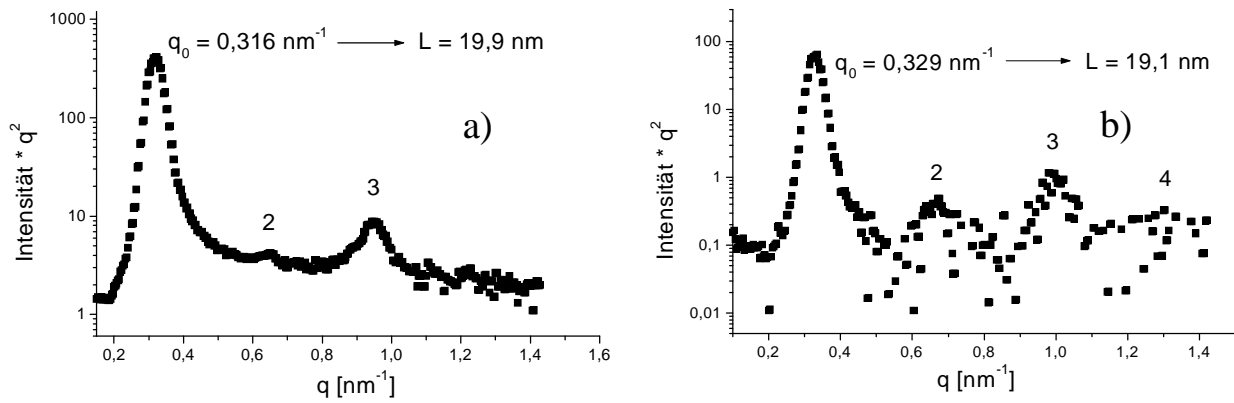 1000
100
10
1
Intensität * q²
q₀ = 0,316 nm⁻¹ → L = 19,9 nm
a)
2
3
0,2 0,4 0,6 0,8 1,0 1,2 1,4 1,6
q [nm⁻¹]
100
10
1
0,1
0,01
Intensität * q²
q₀ = 0,329 nm⁻¹ → L = 19,1 nm
b)
2
3
4
0,2 0,4 0,6 0,8 1,0 1,2 1,4
q [nm⁻¹]